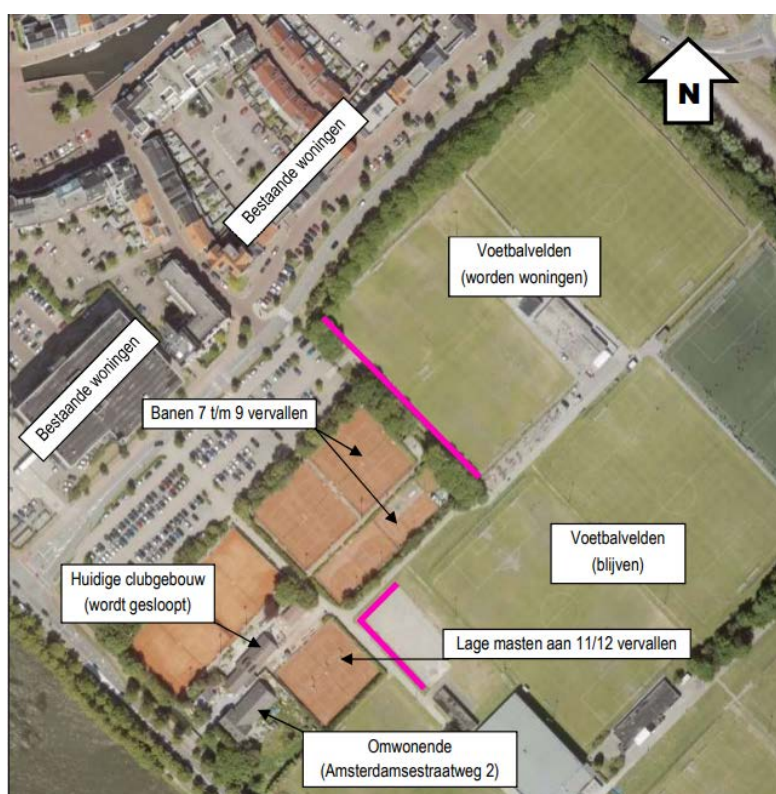 N
Bestaande woningen
Voetbalvelden
(worden woningen)
Bestaande woningen
Banen 7 t/m 9 vervallen
Voetbalvelden
(blijven)
Huidige clubgebouw
(wordt gesloopt)
Lage masten aan 11/12 vervallen
Omwonende
(Amsterdamsestraatweg 2)